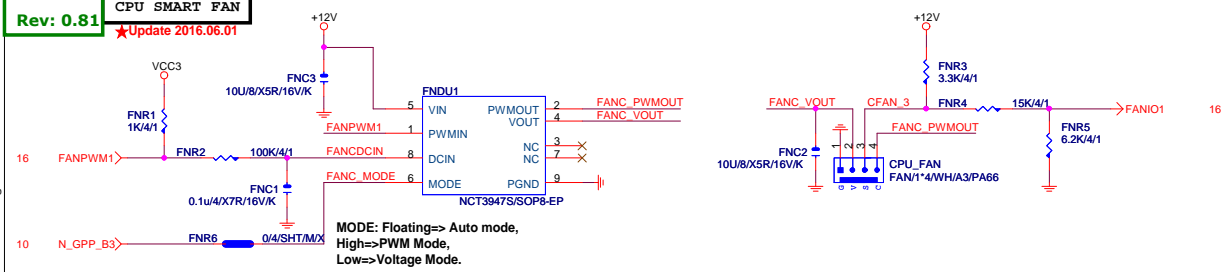 CPU SMART FAN
Rev: 0.81
★Update 2016.06.01
+12V
VCC3
FNC3
10U/8/X5R/16V/K
FNR1
1K/4/1
FNDU1
5 VIN
PWMOUT 2 FANC_PWMOUT
VOUT 4 FANC_VOUT
FANPWM1 1 PWMIN
NC 3
NC 7
16 FANPWM1 FNR2 100K/4/1 FANCDCIN 8 DCIN
FANC_MODE 6 MODE
PGND 9
FNC1
0.1u/4/X7R/16V/K
NCT3947S/SOP8-EP
10 N_GPP_B3 FNR6 0/4/SHT/M/X
MODE: Floating=> Auto mode,
High=>PWM Mode,
Low=>Voltage Mode.
+12V
FNR3
3.3K/4/1
FANC_VOUT CFAN_3 FNR4 15K/4/1 FANIO1 16
FANC_PWMOUT
FNC2
10U/8/X5R/16V/K
1 2 3 4
G V S C
CPU_FAN
FAN/1*4/WH/A3/PA66
FNR5
6.2K/4/1